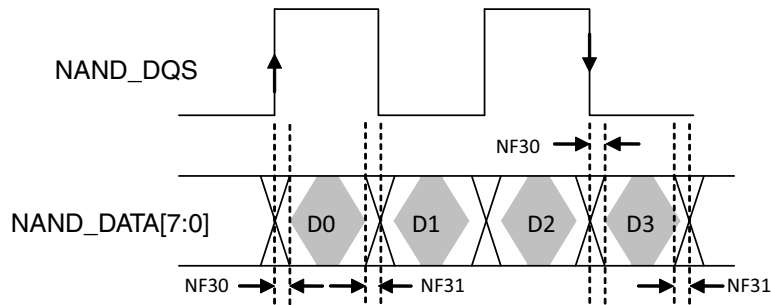 NAND_DQS
NF30
NAND_DATA[7:0]
D0
D1
D2
D3
NF30
NF31
NF31